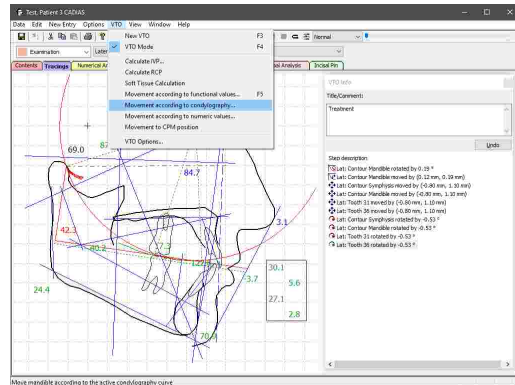 Test, Patient 3 CADIAS
Data Edit New Entry Options VTO View Window Help
Normal
Examination
Contents Tracings Numerical An
al Analysis Incisal Pin
New VTO F3
VTO Mode F4
Calculate IVP...
Calculate RCP
Soft Tissue Calculation
Movement according to functional values... F5
Movement according to condylography...
Movement according to numeric values...
Movement to CPM position
VTO Options...
VTO Info
Title/Comment:
Treatment
Undo
Step description:
Lat: Contour Mandible rotated by 0.19 °
Lat: Contour Mandible moved by (0.12 mm, 0.19 mm)
Lat: Contour Symphysis moved by (-0.80 mm, 1.10 mm)
Lat: Contour Mandible moved by (-0.80 mm, 1.10 mm)
Lat: Tooth 31 moved by (-0.80 mm, 1.10 mm)
Lat: Tooth 36 moved by (-0.80 mm, 1.10 mm)
Lat: Contour Symphysis rotated by -0.53 °
Lat: Contour Mandible rotated by -0.53 °
Lat: Tooth 31 rotated by -0.53 °
Lat: Tooth 36 rotated by -0.53 °
69.0
84.7
3.1
42.3
40.2
-3.7
24.4
30.1
5.6
27.1
2.8
Move mandible according to the active condylography curve